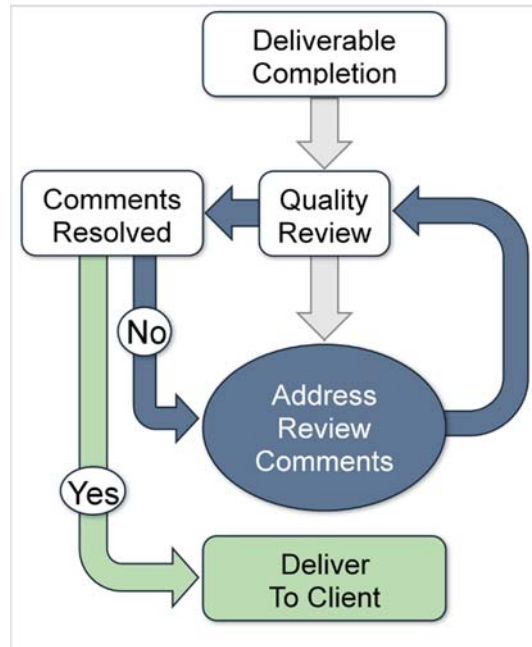 Deliverable
Completion
Comments
Resolved
Quality
Review
No
Address
Review
Comments
Yes
Deliver
To Client